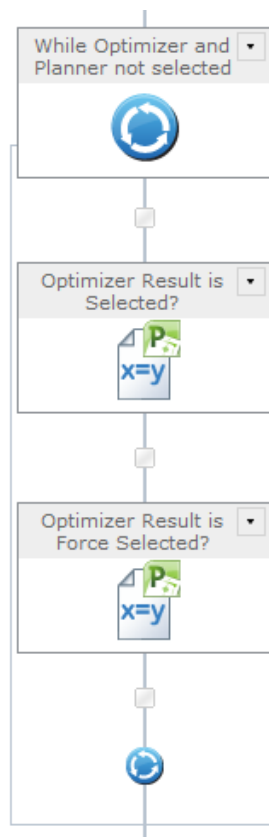 While Optimizer and
Planner not selected
Optimizer Result is
Selected?
P
x=y
Optimizer Result is
Force Selected?
P
x=y